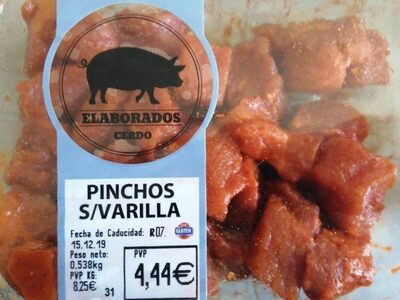 ELABORADOS
CERDO
PINCHOS
S/VARILLA
Fecha de Caducidad: R07.
15.12.19
Peso neto:
0,538kg
PVP KG:
8.25€
31
GLUTEN
PVP
4,44€